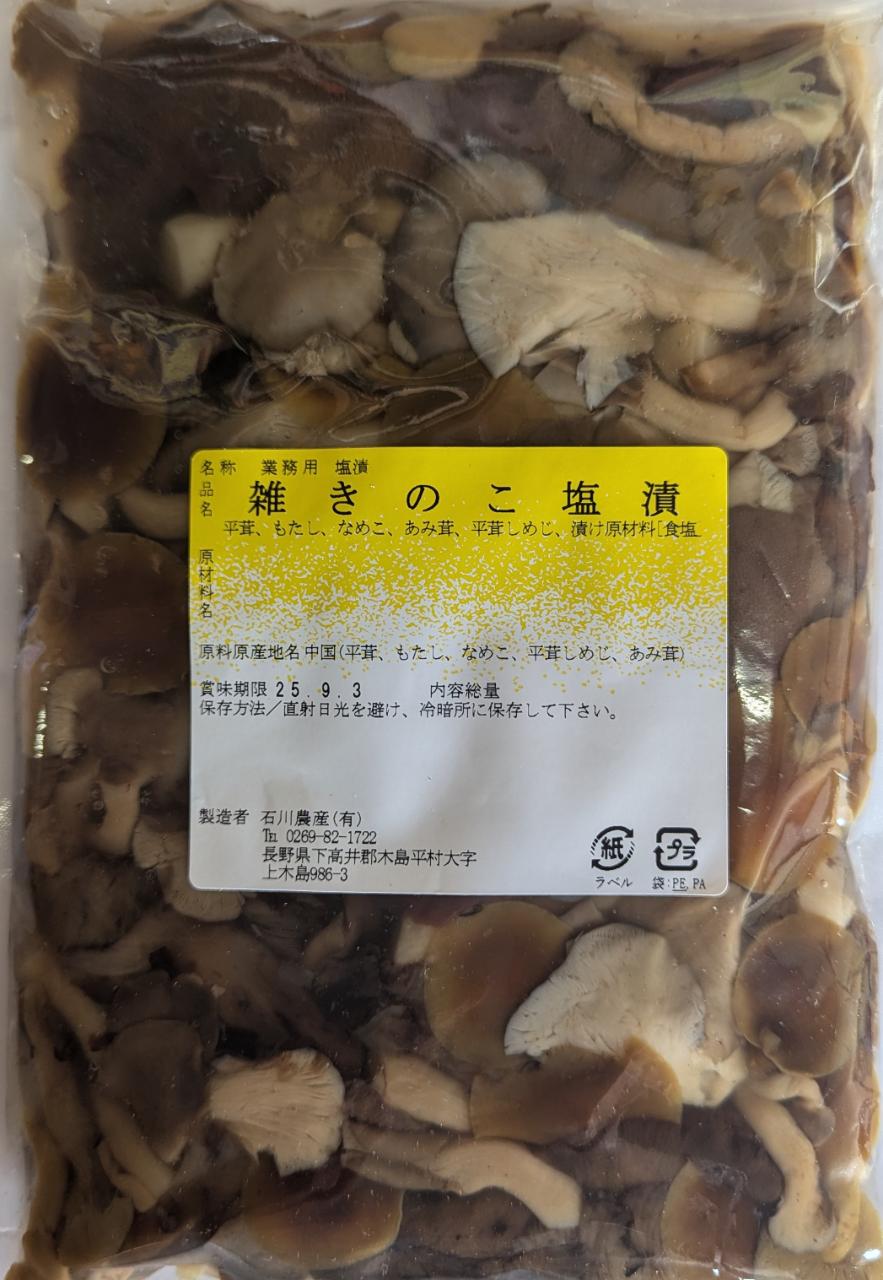 名称 業務用 塩漬
品名 雑きのこ塩漬
平茸、もたし、なめこ、あみ茸、平茸しめじ、漬け原材料[食塩
原材料名
原料原産地名 中国(平茸、もたし、なめこ、平茸しめじ、あみ茸)
賞味期限 25.9.3 内容総量
保存方法/直射日光を避け、冷暗所に保存して下さい。
製造者 石川農産(有)
℡ 0269-82-1722
長野県下高井郡木島平村大字
上木島986-3
紙 プラ
ラベル 袋:PE,PA